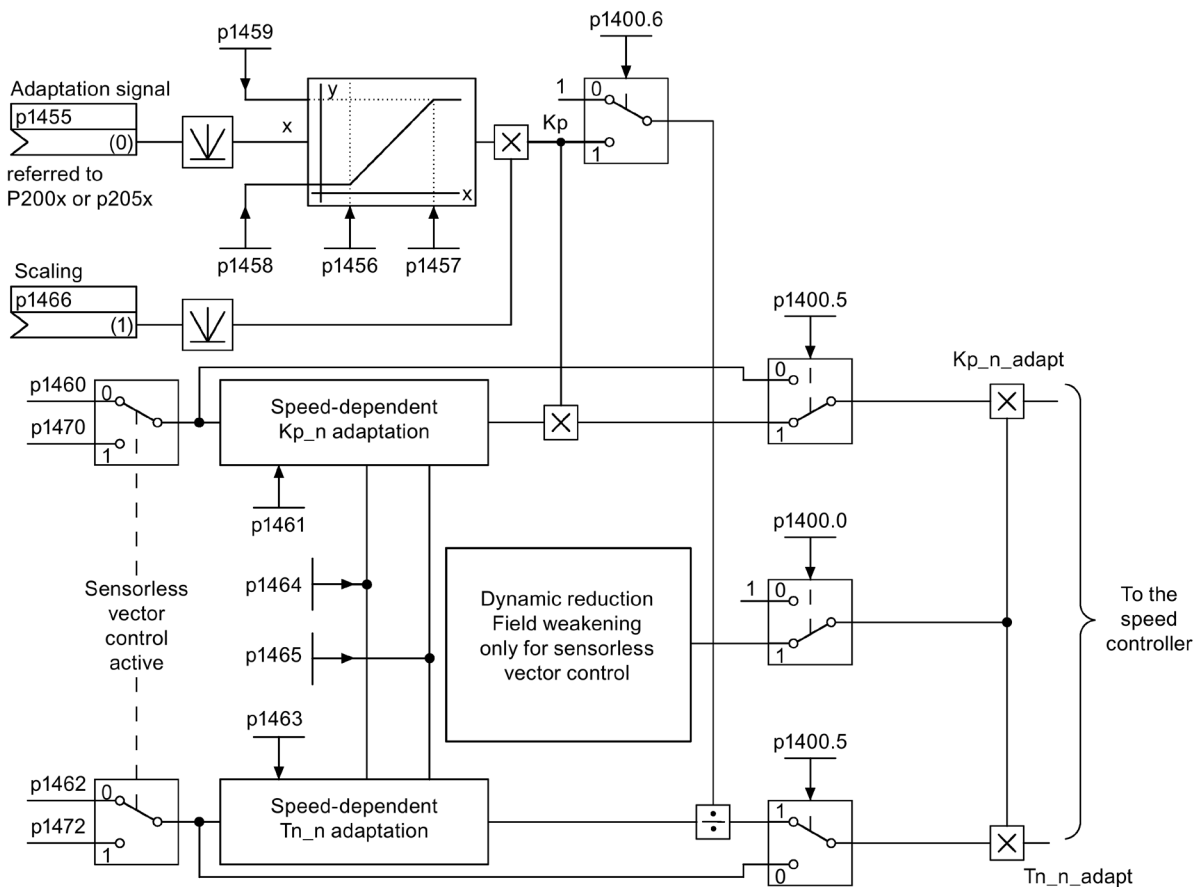 p1400.6
p1459
Adaptation signal
p1455
(0)
referred to
P200x or p205x
x
y
x
Kp
1
0
1
p1458
p1456
p1457
Scaling
p1466
(1)
p1400.5
0
1
Kp_n_adapt
p1460
0
p1470
1
Speed-dependent
Kp_n adaptation
p1461
p1400.0
1
0
1
p1464
Sensorless
vector
control
active
p1465
Dynamic reduction
Field weakening
only for sensorless
vector control
To the
speed
controller
p1463
p1400.5
p1462
0
p1472
1
Speed-dependent
Tn_n adaptation
1
0
Tn_n_adapt